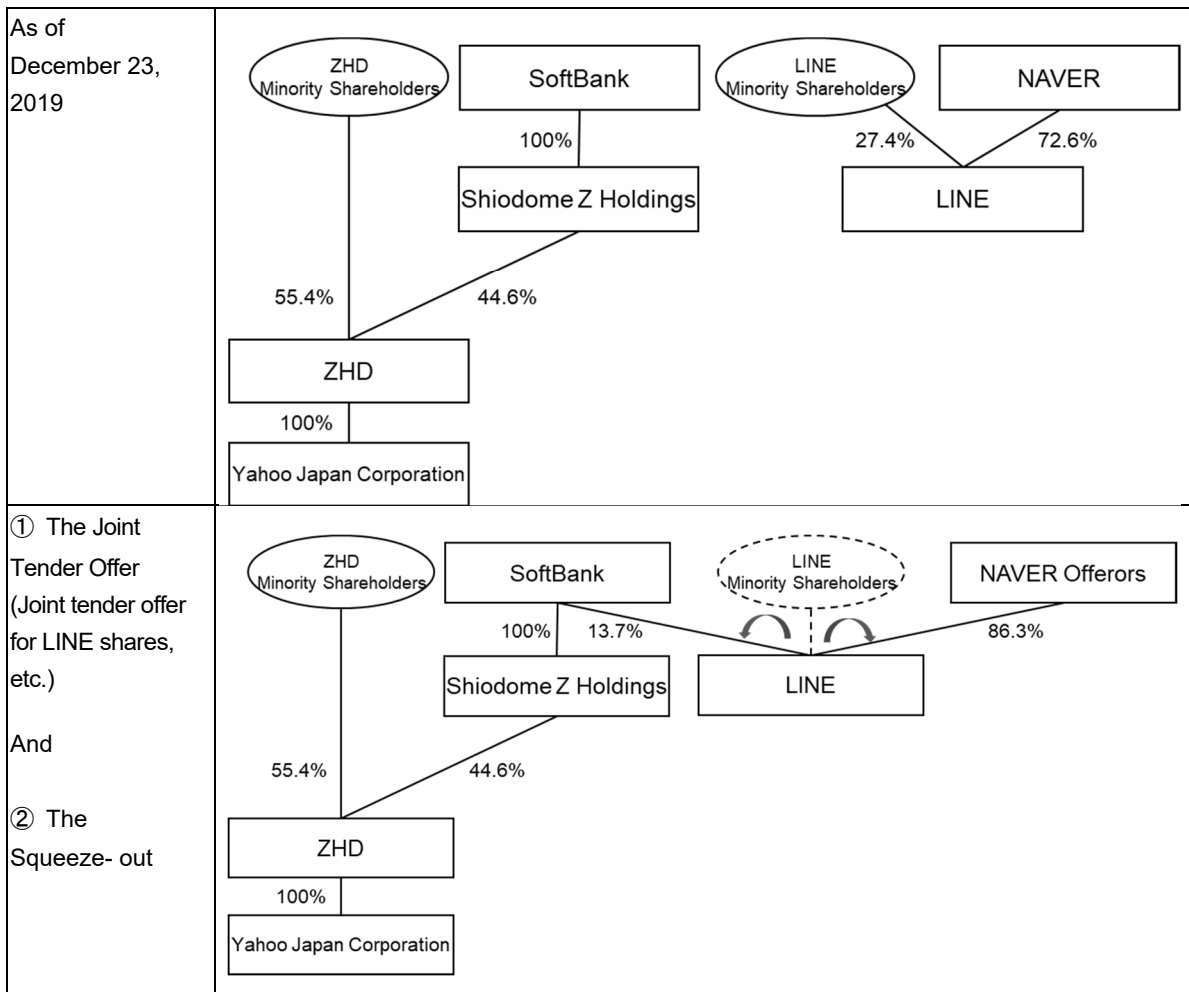 As of
December 23,
2019
ZHD
Minority Shareholders
SoftBank
LINE
Minority Shareholders
NAVER
100%
27.4%
72.6%
Shiodome Z Holdings
LINE
55.4%
44.6%
ZHD
100%
Yahoo Japan Corporation
① The Joint
Tender Offer
(Joint tender offer
for LINE shares,
etc.)
And
② The
Squeeze- out
ZHD
Minority Shareholders
SoftBank
LINE
Minority Shareholders
NAVER Offerors
100%
13.7%
86.3%
Shiodome Z Holdings
LINE
55.4%
44.6%
ZHD
100%
Yahoo Japan Corporation